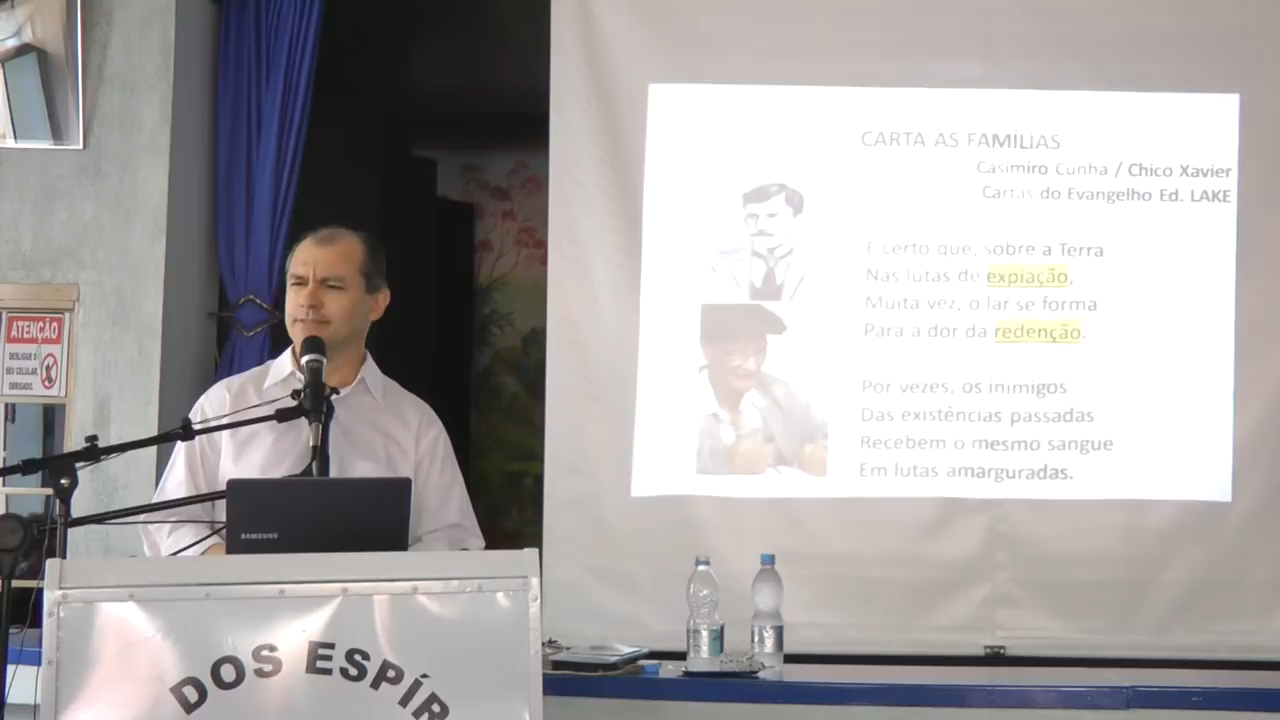 ATENÇÃO
DESLIGUE O
SEU CELULAR.
OBRIGADO.
SAMSUNG
DOS ESPÍR
CARTA AS FAMÍLIAS
Casimiro Cunha / Chico Xavier
Cartas do Evangelho Ed. LAKE
E certo que, sobre a Terra
Nas lutas de expiação,
Muita vez, o lar se forma
Para a dor da redenção.
Por vezes, os inimigos
Das existências passadas
Recebem o mesmo sangue
Em lutas amarguradas.